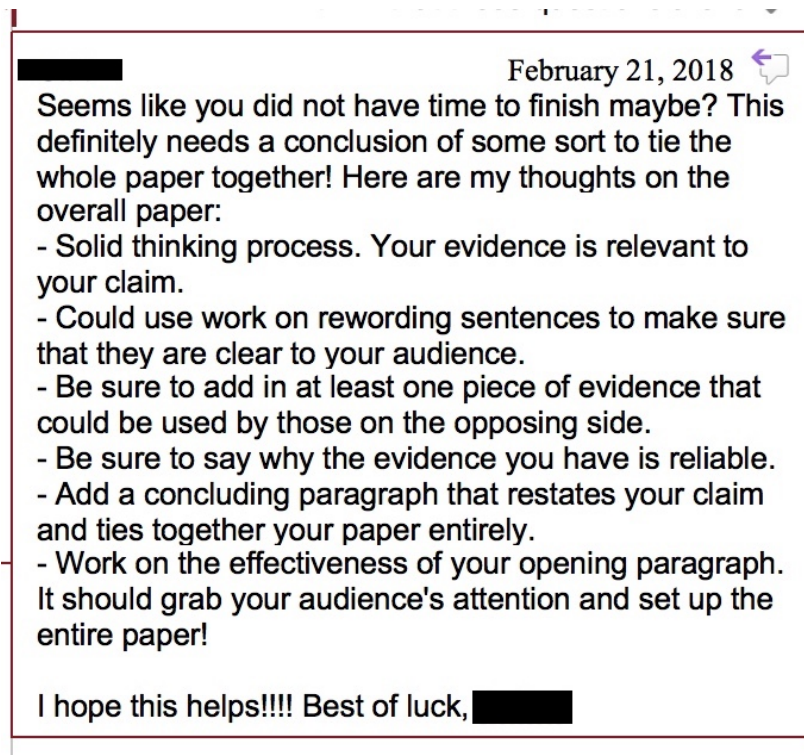 February 21, 2018
Seems like you did not have time to finish maybe? This
definitely needs a conclusion of some sort to tie the
whole paper together! Here are my thoughts on the
overall paper:
- Solid thinking process. Your evidence is relevant to
your claim.
- Could use work on rewording sentences to make sure
that they are clear to your audience.
- Be sure to add in at least one piece of evidence that
could be used by those on the opposing side.
- Be sure to say why the evidence you have is reliable.
- Add a concluding paragraph that restates your claim
and ties together your paper entirely.
- Work on the effectiveness of your opening paragraph.
It should grab your audience's attention and set up the
entire paper!
I hope this helps!!!! Best of luck,